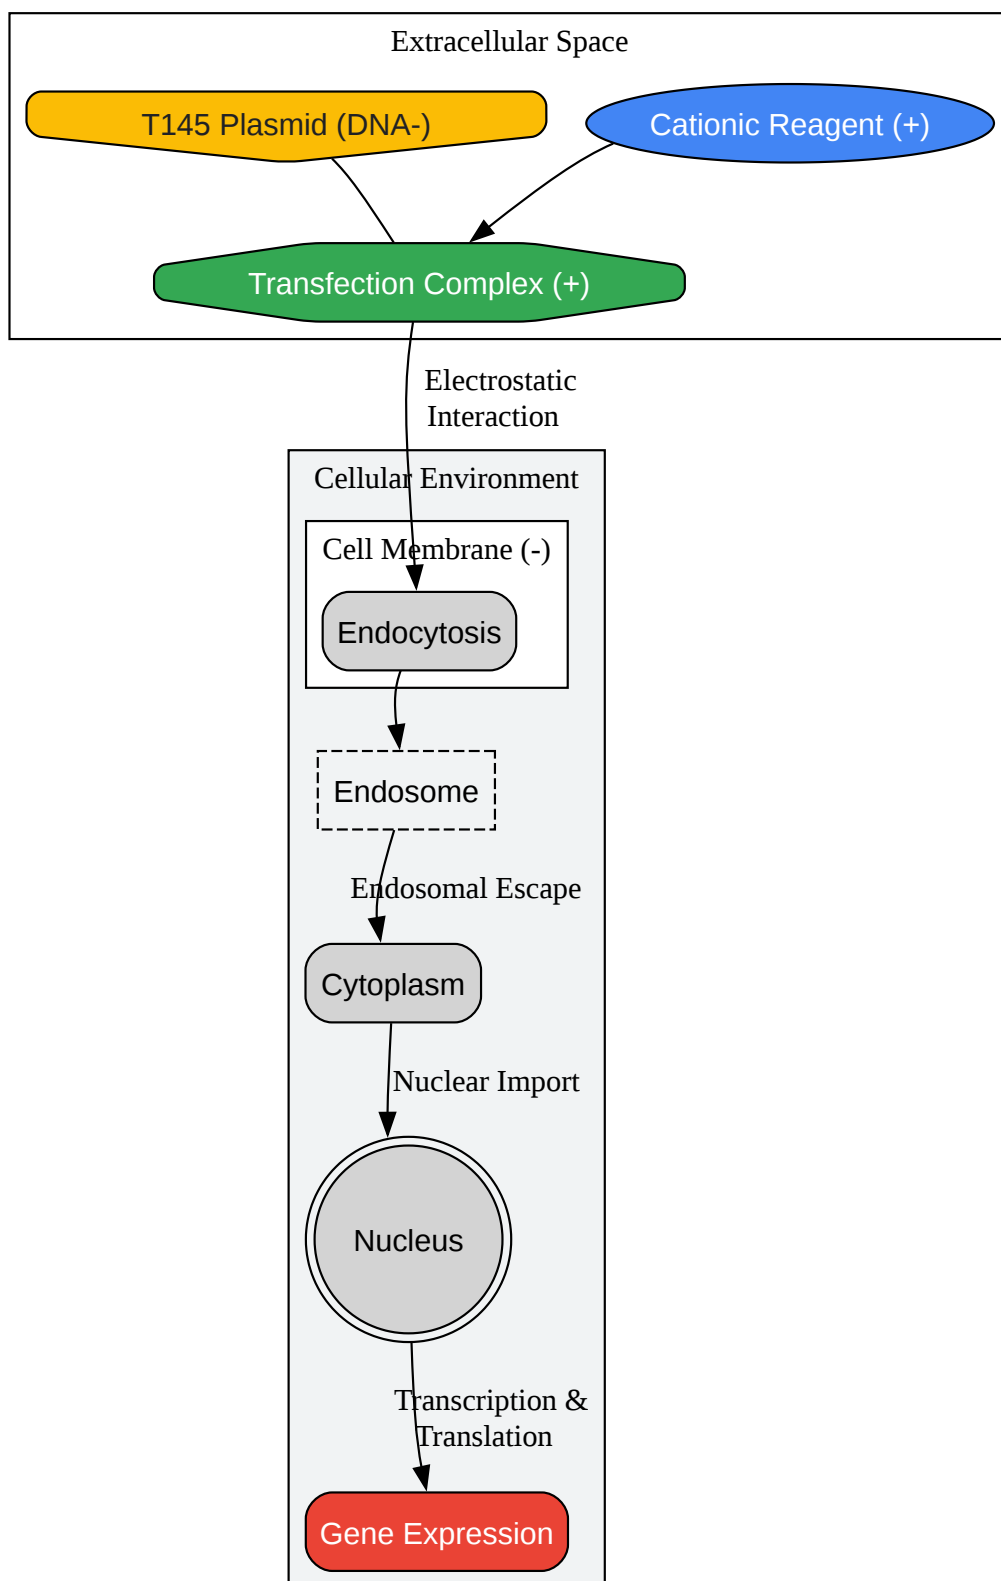 Extracellular Space
T145 Plasmid (DNA-)
Cationic Reagent (+)
Transfection Complex (+)
Electrostatic
Interaction
Cellular Environment
Cell Membrane (-)
Endocytosis
Endosome
Endosomal Escape
Cytoplasm
Nuclear Import
Nucleus
Transcription &
Translation
Gene Expression